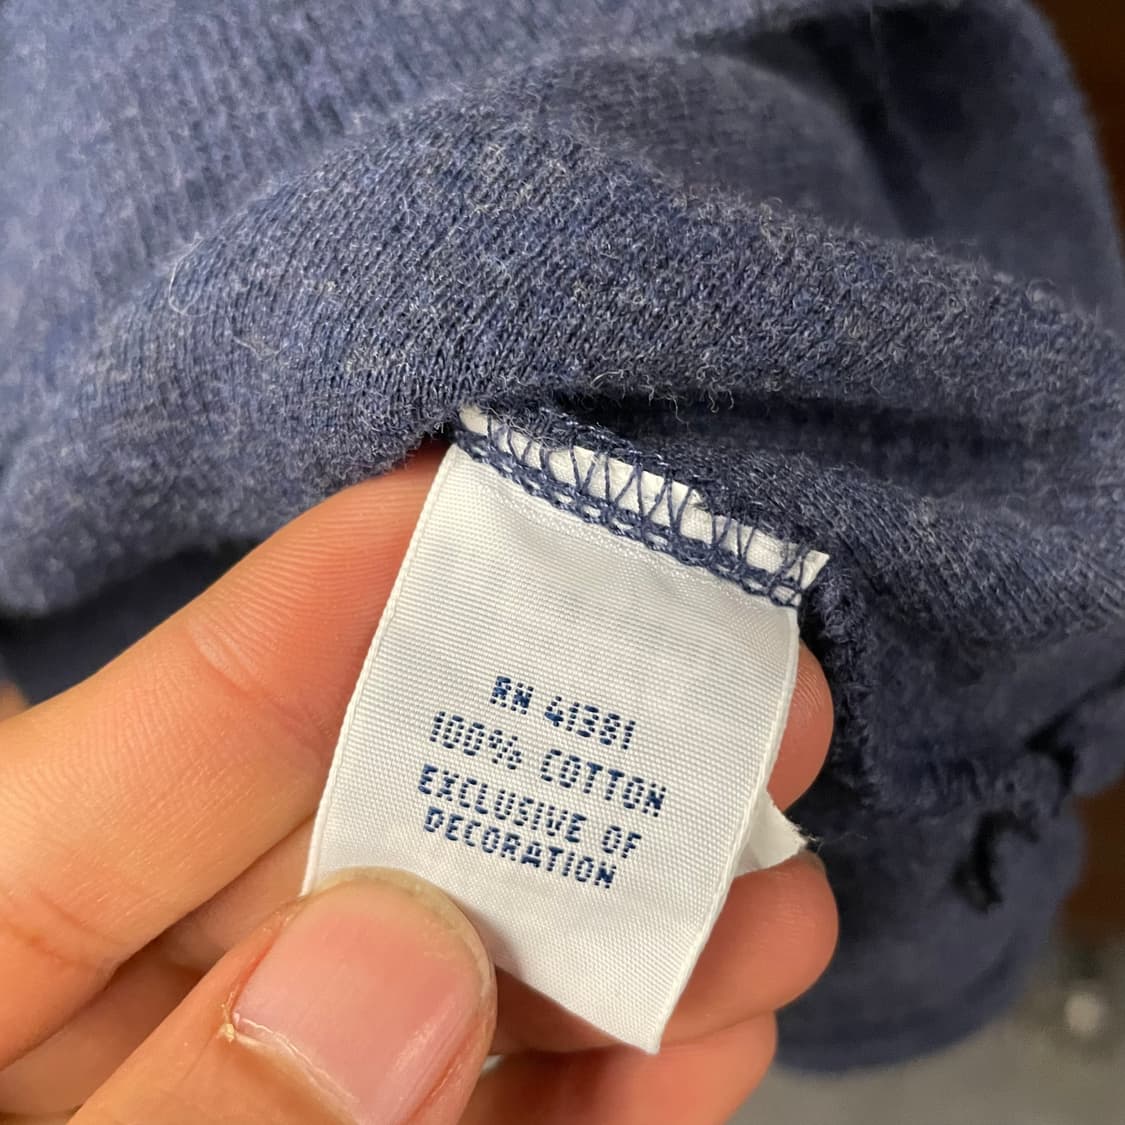 RN 41381
100% COTTON
EXCLUSIVE OF
DECORATION